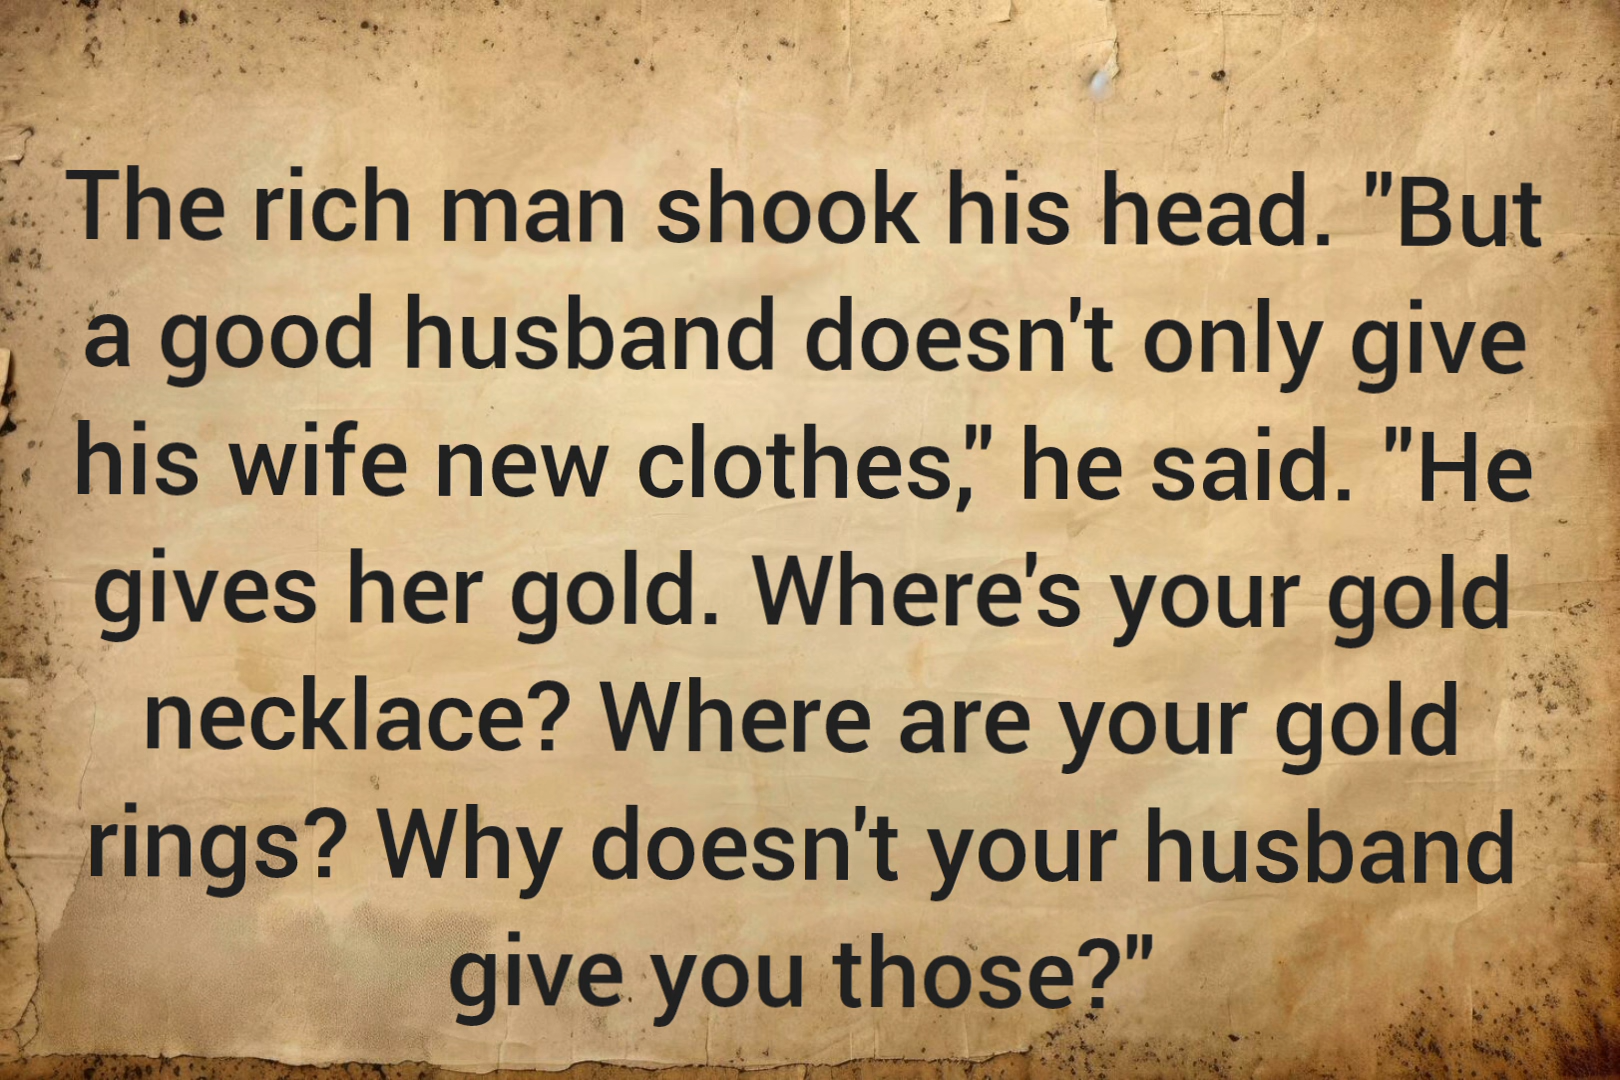 The rich man shook his head. "But
a good husband doesn't only give
his wife new clothes," he said. "He
gives her gold. Where's your gold
necklace? Where are your gold
rings? Why doesn't your husband
give you those?"